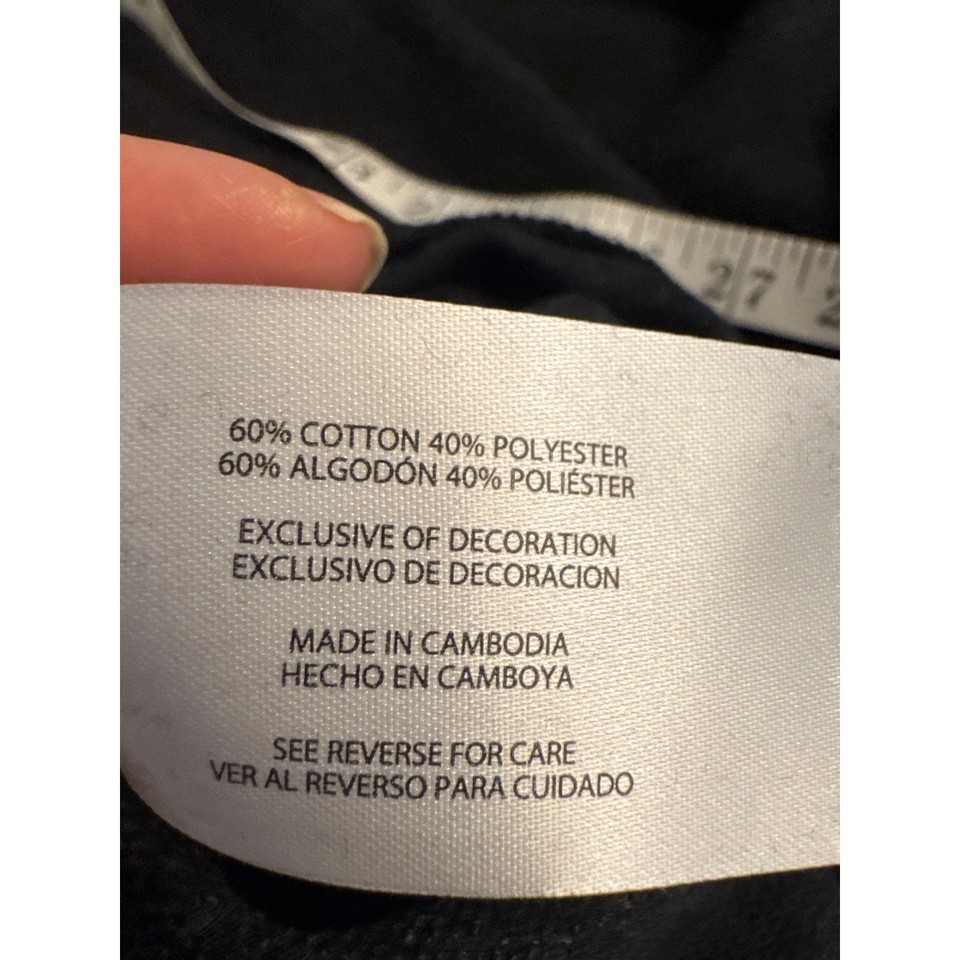 27
60% COTTON 40% POLYESTER
60% ALGODÓN 40% POLIÉSTER
EXCLUSIVE OF DECORATION
EXCLUSIVO DE DECORACION
MADE IN CAMBODIA
HECHO EN CAMBOYA
SEE REVERSE FOR CARE
VER AL REVERSO PARA CUIDADO